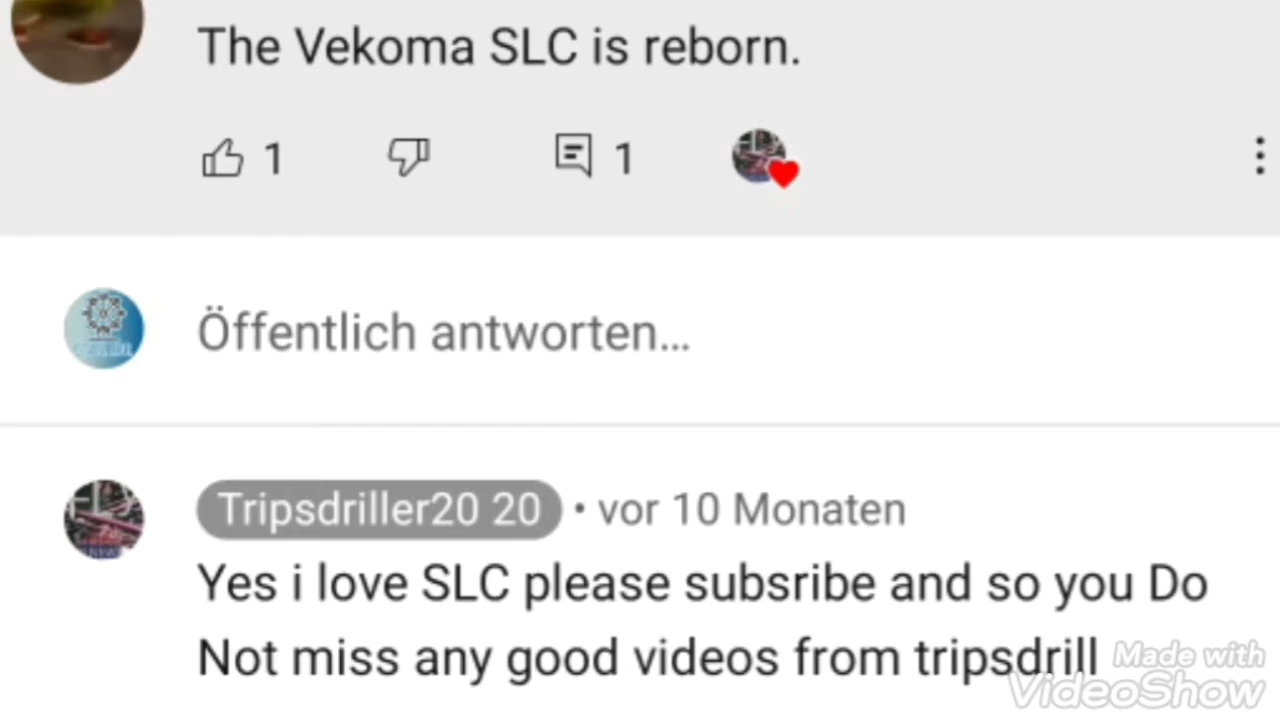 The Vekoma SLC is reborn.
1 1
Öffentlich antworten...
Tripsdriller20 20 • vor 10 Monaten
Yes i love SLC please subsribe and so you Do
Not miss any good videos from tripsdrill
Made with
VideoShow